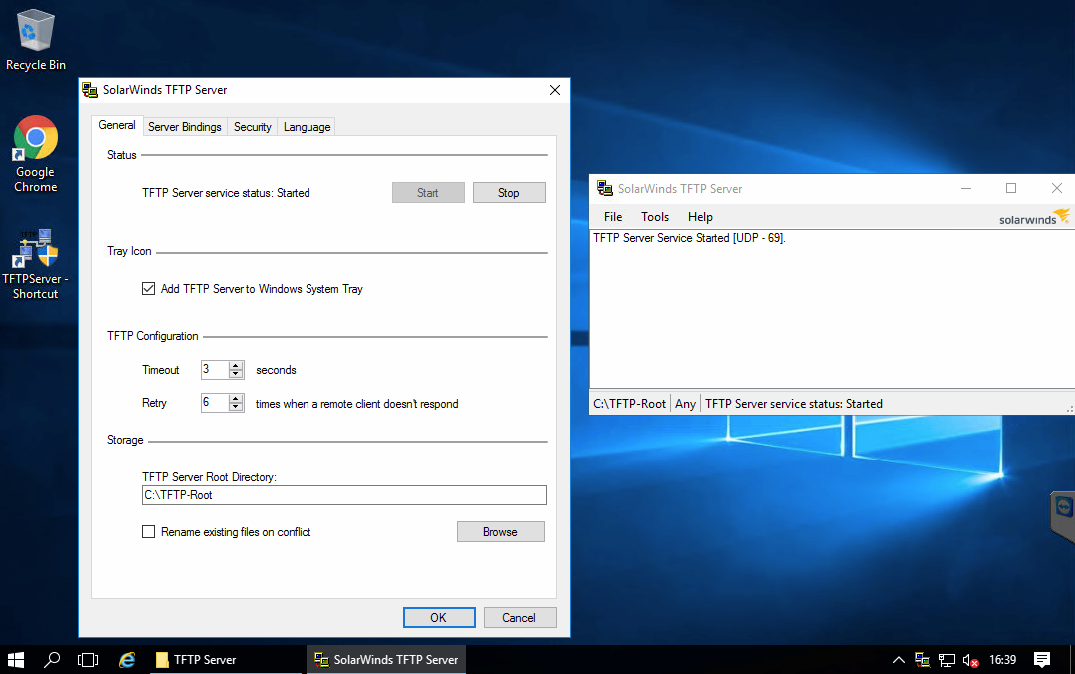 Recycle Bin
Google
Chrome
TFTP
TFTPServer -
Shortcut
SolarWinds TFTP Server
General
Server Bindings
Security
Language
Status
TFTP Server service status: Started
Start
Stop
Tray Icon
Add TFTP Server to Windows System Tray
TFTP Configuration
Timeout
3
seconds
Retry
6
times when a remote client doesn't respond
Storage
TFTP Server Root Directory:
C:\TFTP-Root
Rename existing files on conflict
Browse
OK
Cancel
SolarWinds TFTP Server
File
Tools
Help
solarwinds
TFTP Server Service Started [UDP - 69].
C:\TFTP-Root
Any
TFTP Server service status: Started
TFTP Server
SolarWinds TFTP Server
16:39